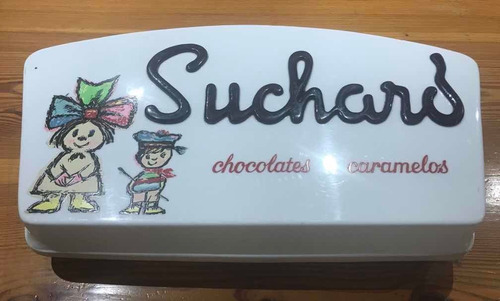 Suchard
chocolates y caramelos